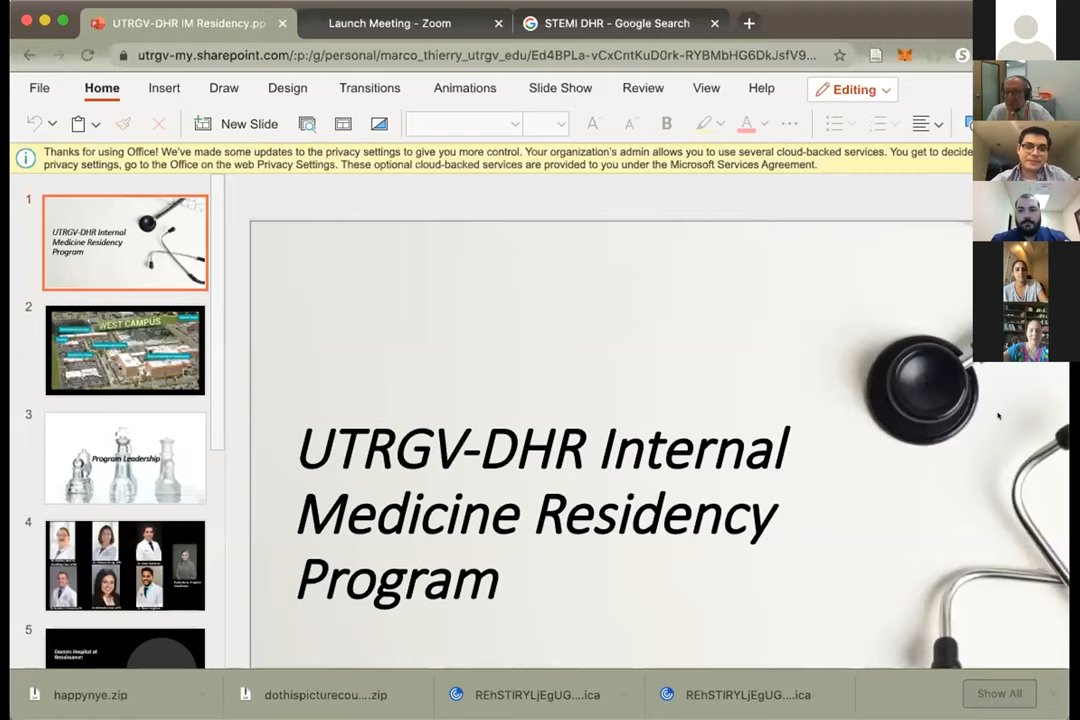 UTRGV-DHR IM Residency.pp
Launch Meeting - Zoom
STEMI DHR - Google Search
utrgv-my.sharepoint.com/:p:/g/personal/marco_thierry_utrgv_edu/Ed4BPLa-vCxCntKuD0rk-RYBMbHG6DkJsfV9...
File Home Insert Draw Design Transitions Animations Slide Show Review View Help Editing
New Slide
Thanks for using Office! We've made some updates to the privacy settings to give you more control. Your organization's admin allows you to use several cloud-backed services. You get to decide
privacy settings, go to the Office on the web Privacy Settings. These optional cloud-backed services are provided to you under the Microsoft Services Agreement.
1
UTRGV-DHR Internal
Medicine Residency
Program
2
WEST CAMPUS
3
Program Leadership
4
5
Doctors Hospital at
Renaissance:
UTRGV-DHR Internal
Medicine Residency
Program
happynye.zip
dothispicturecou....zip
REhSTIRYLjEgUG....ica
REhSTIRYLjEgUG....ica
Show All